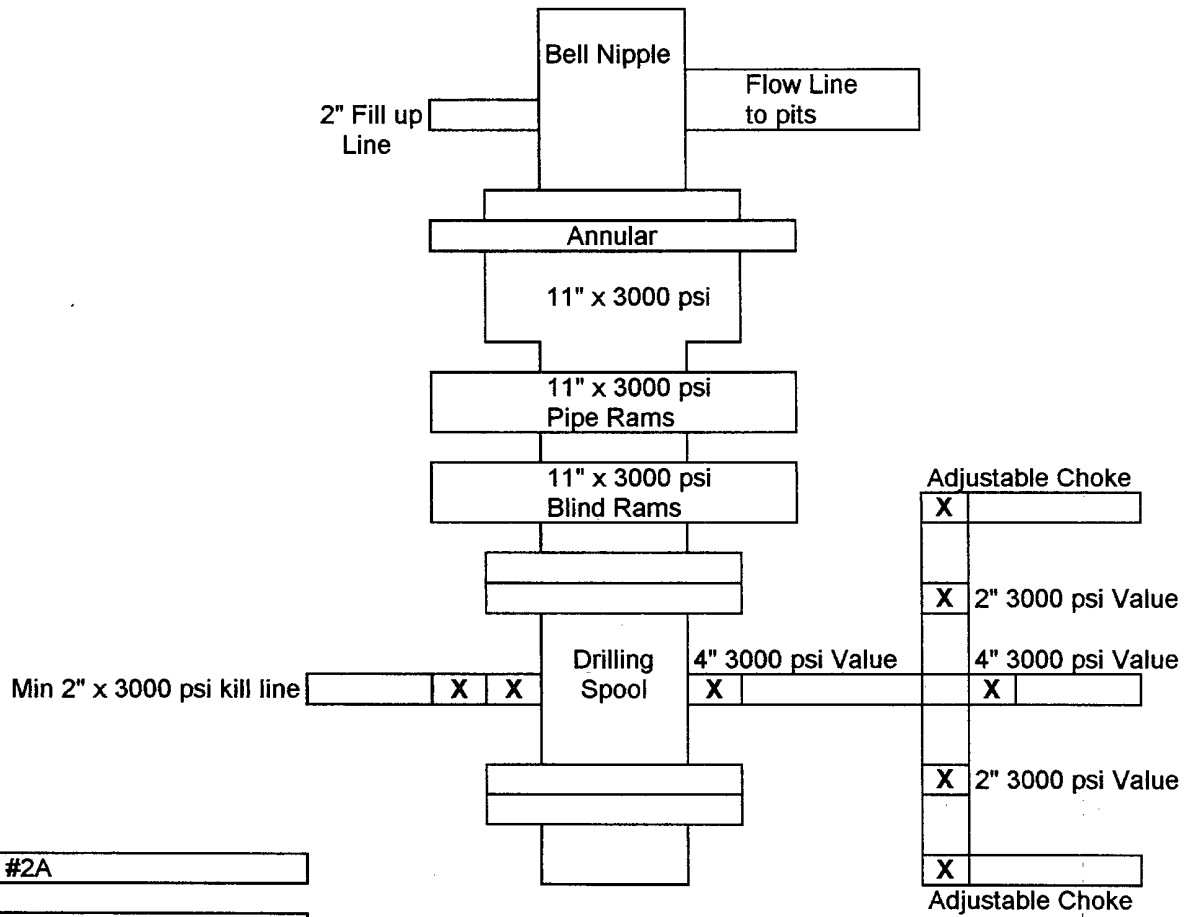 Bell Nipple
Flow Line
to pits
2" Fill up
Line
Annular
11" x 3000 psi
11" x 3000 psi
Pipe Rams
11" x 3000 psi
Blind Rams
Adjustable Choke
X
X 2" 3000 psi Value
Drilling
Spool
4" 3000 psi Value
4" 3000 psi Value
Min 2" x 3000 psi kill line
X X
X
X
X 2" 3000 psi Value
#2A
X
Adjustable Choke